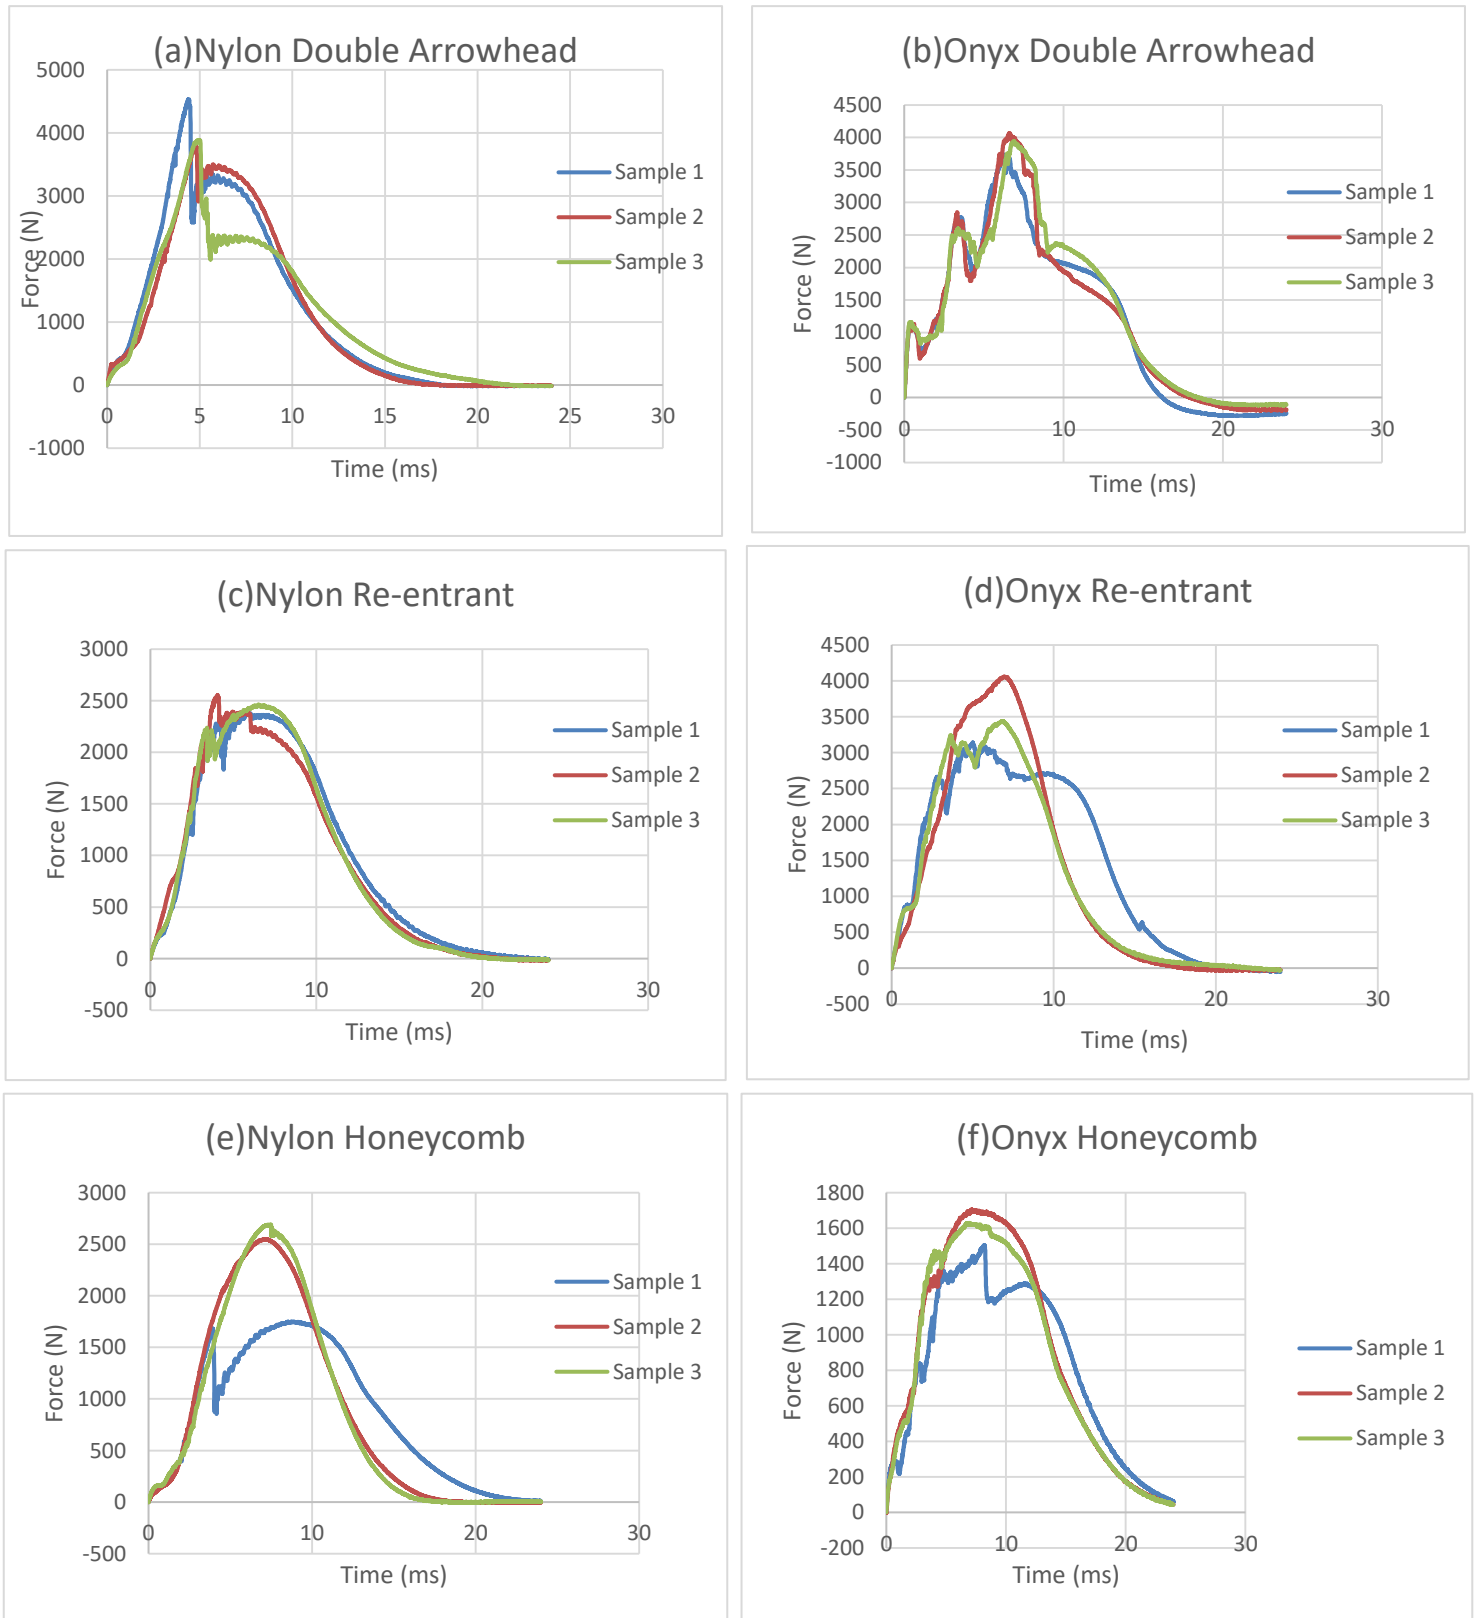 (a)Nylon Double Arrowhead
5000
4000
3000
2000
1000
0
-1000
0
5
10
15
20
25
30
Force (N)
Time (ms)
Sample 1
Sample 2
Sample 3
(b)Onyx Double Arrowhead
4500
4000
3500
3000
2500
2000
1500
1000
500
0
-500
-1000
0
10
20
30
Force (N)
Time (ms)
Sample 1
Sample 2
Sample 3
(c)Nylon Re-entrant
3000
2500
2000
1500
1000
500
0
-500
0
10
20
30
Force (N)
Time (ms)
Sample 1
Sample 2
Sample 3
(d)Onyx Re-entrant
4500
4000
3500
3000
2500
2000
1500
1000
500
0
-500
0
10
20
30
Force (N)
Time (ms)
Sample 1
Sample 2
Sample 3
(e)Nylon Honeycomb
3000
2500
2000
1500
1000
500
0
-500
0
10
20
30
Force (N)
Time (ms)
Sample 1
Sample 2
Sample 3
(f)Onyx Honeycomb
1800
1600
1400
1200
1000
800
600
400
200
0
-200
0
10
20
30
Force (N)
Time (ms)
Sample 1
Sample 2
Sample 3